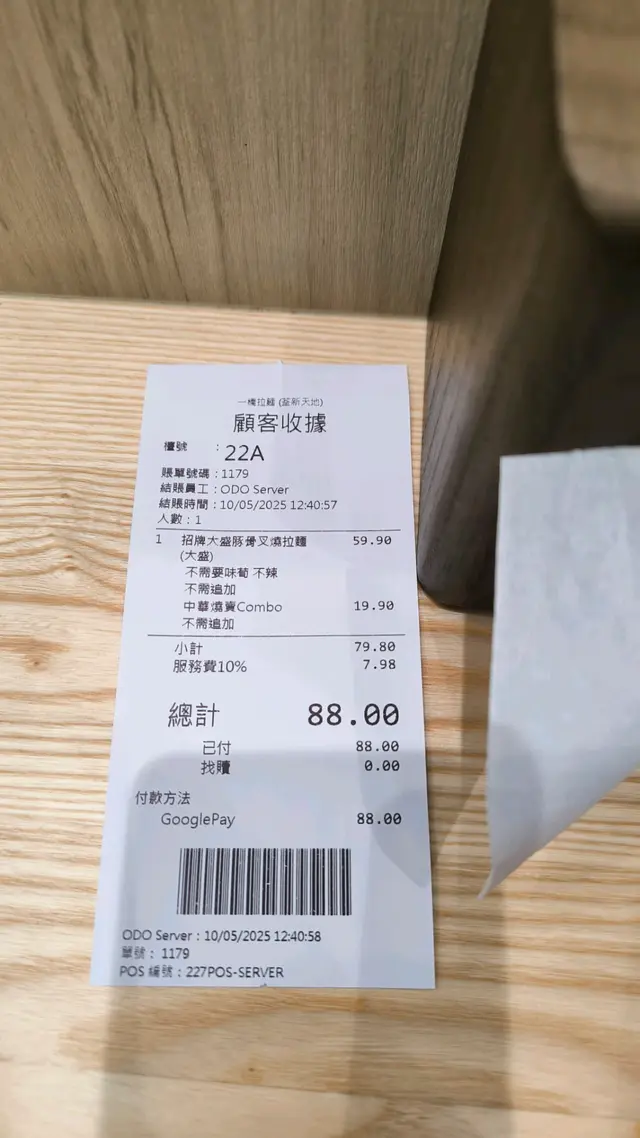 一橋拉麵 (荃新天地)
顧客收據
檯號 : 22A
賬單號碼 : 1179
結賬員工 : ODO Server
結賬時間 : 10/05/2025 12:40:57
人數 : 1
1 招牌大盛豚骨叉燒拉麵 59.90
(大盛)
不需要味萄 不辣
不需追加
中華燒賣Combo 19.90
不需追加
小計 79.80
服務費10% 7.98
總計 88.00
已付 88.00
找贖 0.00
付款方法
GooglePay 88.00
ODO Server : 10/05/2025 12:40:58
單號 : 1179
POS 編號 : 227POS-SERVER